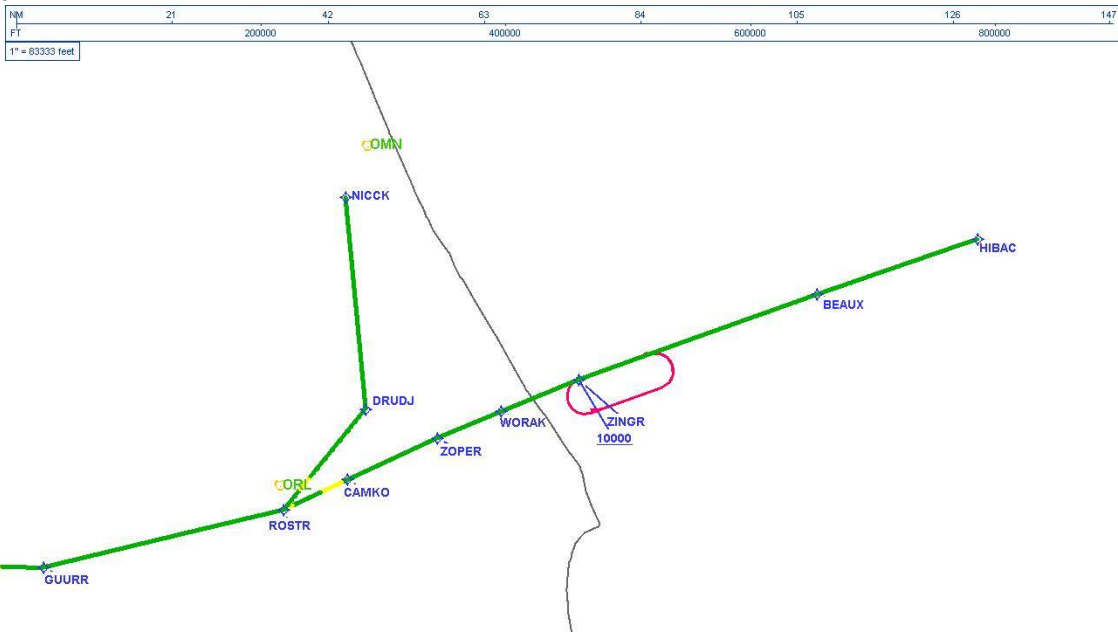 NM 21 42 63 84 105 126 147
FT 200000 400000 600000 800000
1" = 83333 feet
OMN
NICCK
HIBAC
BEAUX
DRUDJ
WORAK
ZINGR
10000
ZOPER
ORL
CAMKO
ROSTR
GUURR